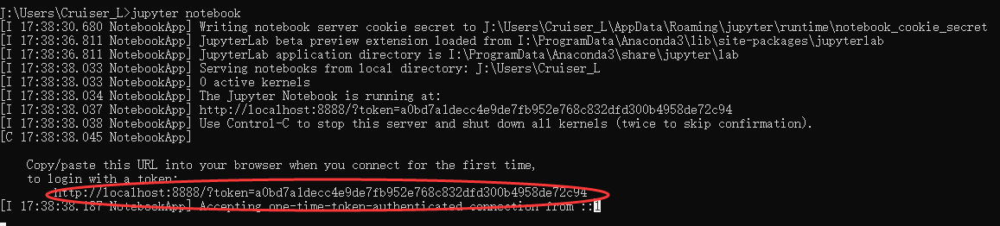 J:\Users\Cruiser_L>jupyter notebook
[I 17:38:30.680 NotebookApp] Writing notebook server cookie secret to J:\Users\Cruiser_L\AppData\Roaming\jupyter\runtime\notebook_cookie_secret
[I 17:38:36.811 NotebookApp] JupyterLab beta preview extension loaded from I:\ProgramData\Anaconda3\lib\site-packages\jupyterlab
[I 17:38:36.811 NotebookApp] JupyterLab application directory is I:\ProgramData\Anaconda3\share\jupyter\lab
[I 17:38:38.033 NotebookApp] Serving notebooks from local directory: J:\Users\Cruiser_L
[I 17:38:38.033 NotebookApp] 0 active kernels
[I 17:38:38.034 NotebookApp] The Jupyter Notebook is running at:
[I 17:38:38.037 NotebookApp] http://localhost:8888/?token=a0bd7a1decc4e9de7fb952e768c832dfd300b4958de72c94
[I 17:38:38.038 NotebookApp] Use Control-C to stop this server and shut down all kernels (twice to skip confirmation).
[C 17:38:38.045 NotebookApp]
Copy/paste this URL into your browser when you connect for the first time,
to login with a token:
http://localhost:8888/?token=a0bd7a1decc4e9de7fb952e768c832dfd300b4958de72c94
[I 17:38:38.187 NotebookApp] Accepting one-time-token-authenticated connection from ::1